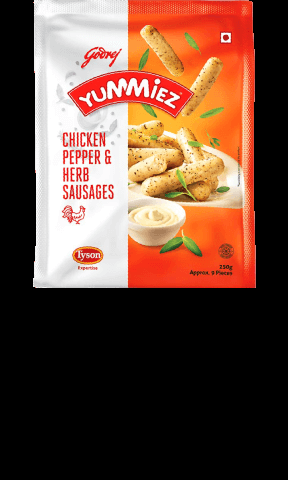 Godrej
YUMMIEZ
CHICKEN
PEPPER &
HERB
SAUSAGES
Tyson
Expertise
250g
Approx. 9 Pieces